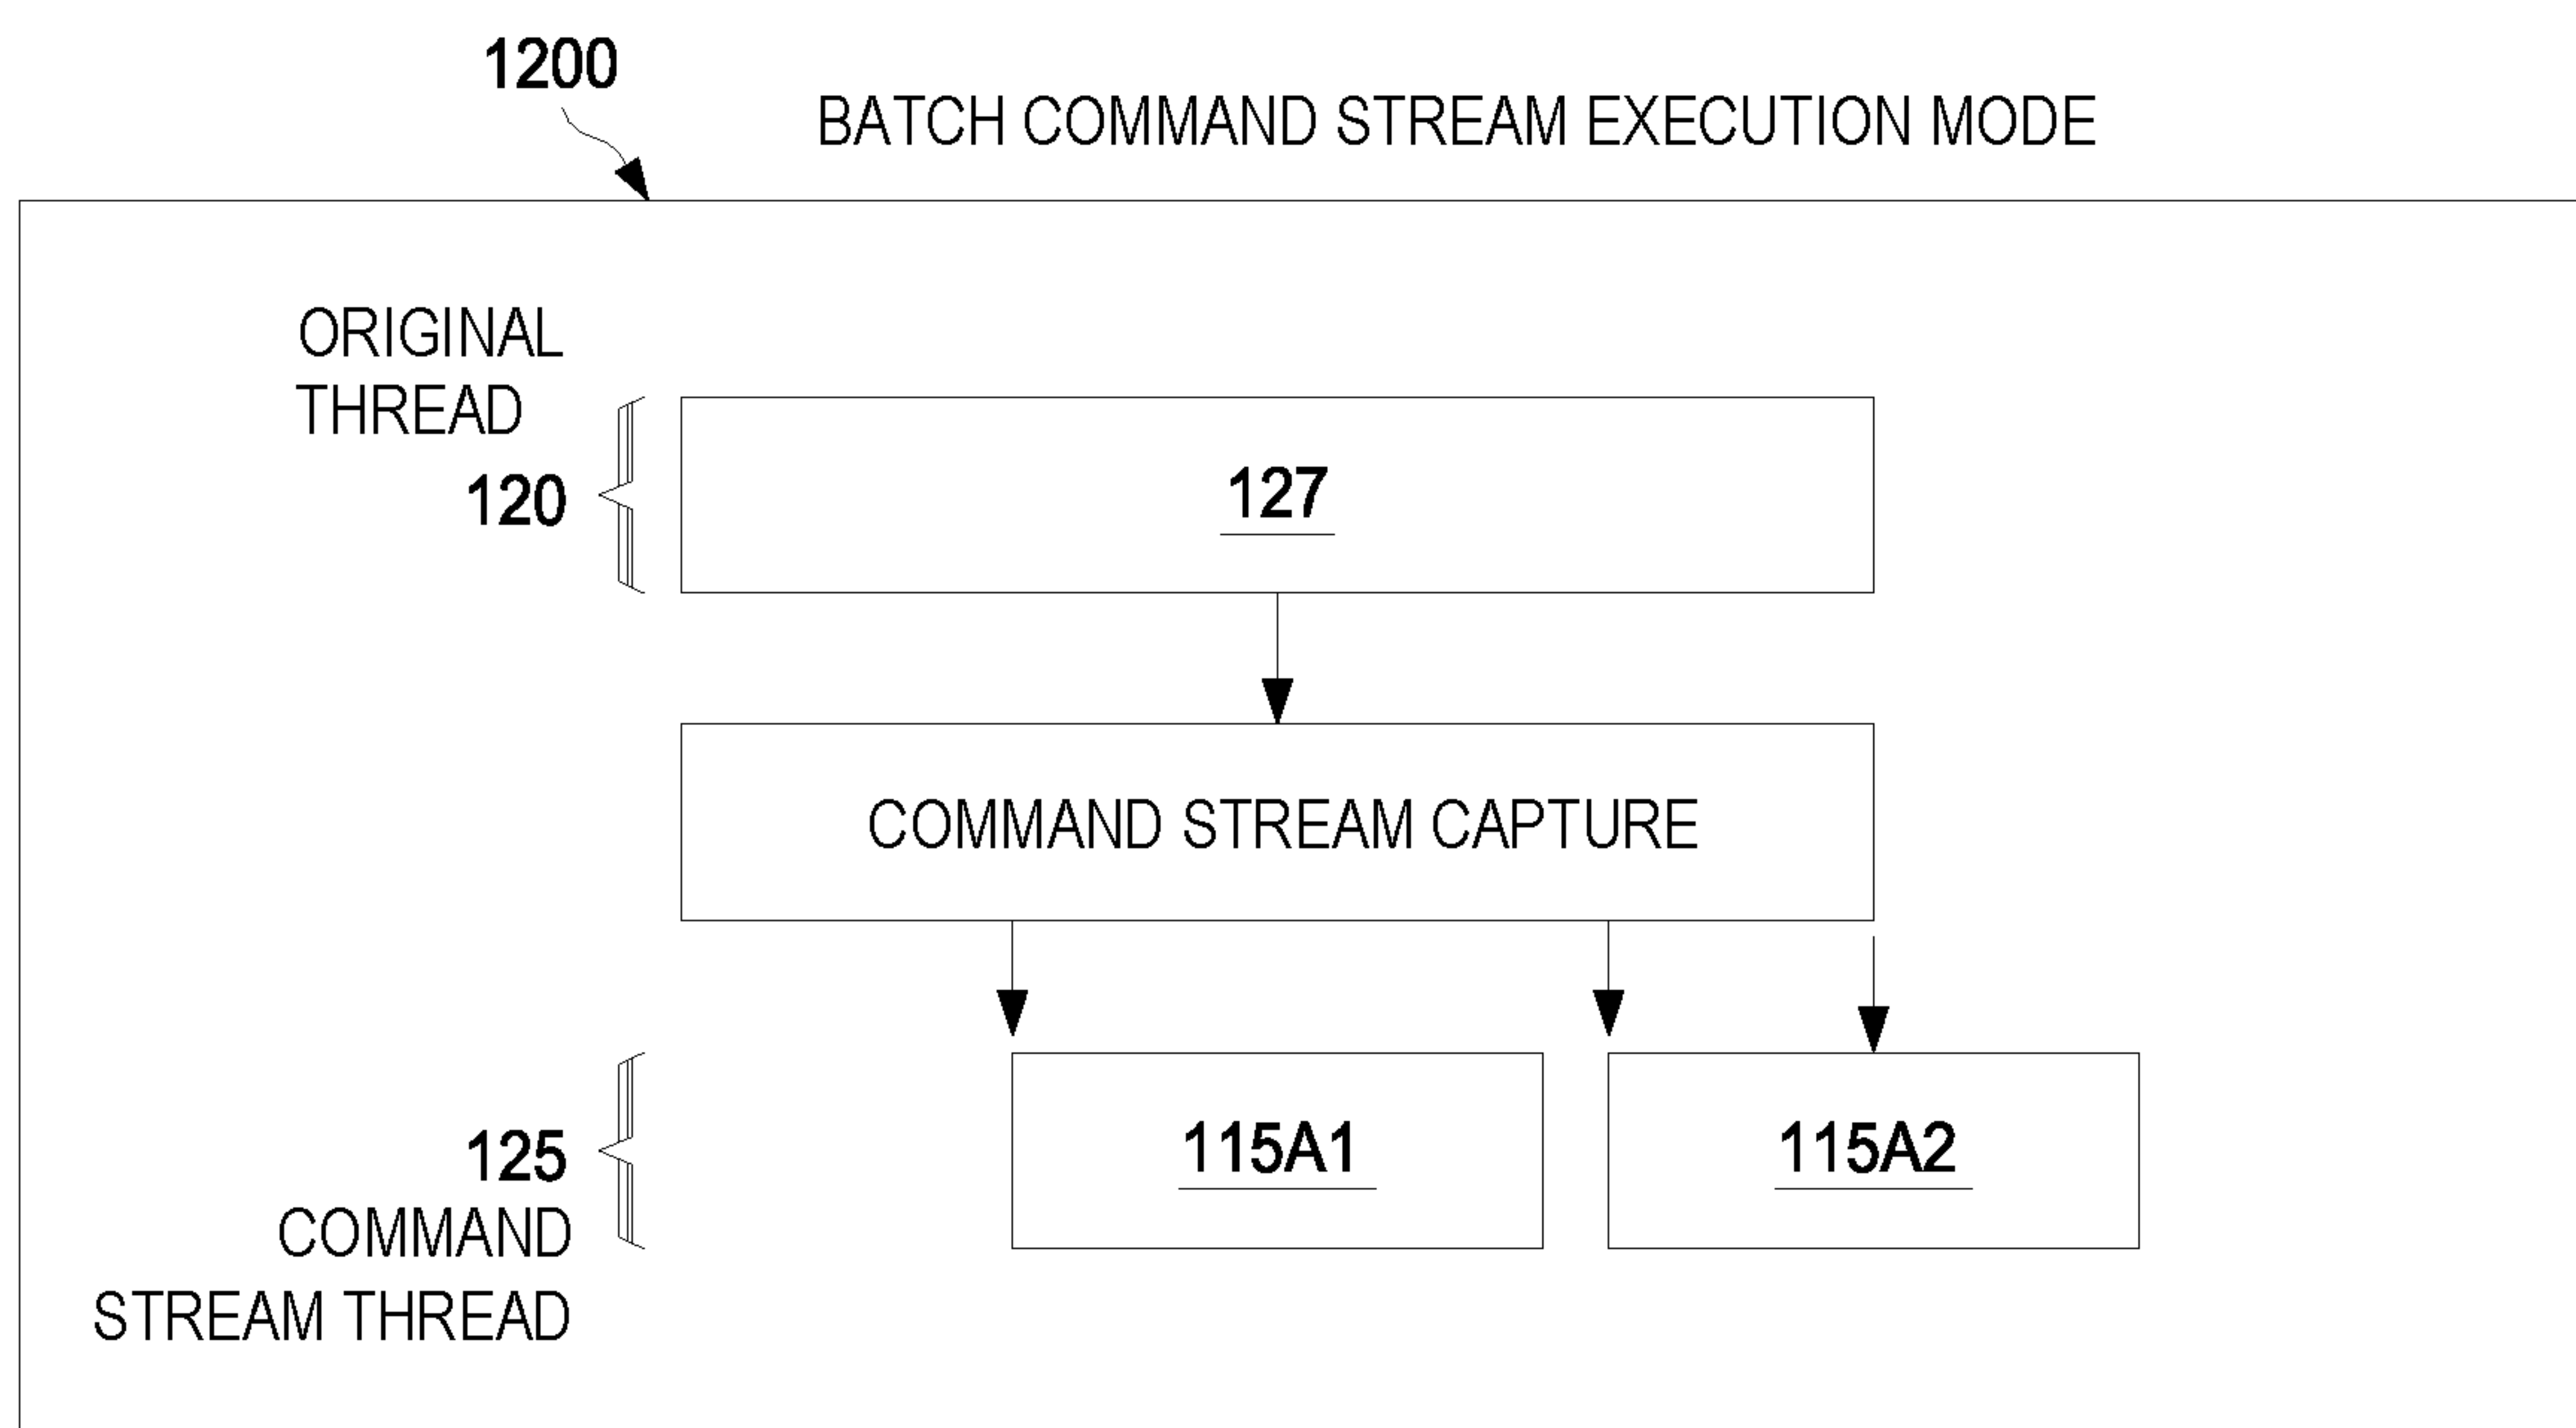 1200
BATCH COMMAND STREAM EXECUTION MODE
ORIGINAL
THREAD
120
127
COMMAND STREAM CAPTURE
125
COMMAND
STREAM THREAD
115A1
115A2